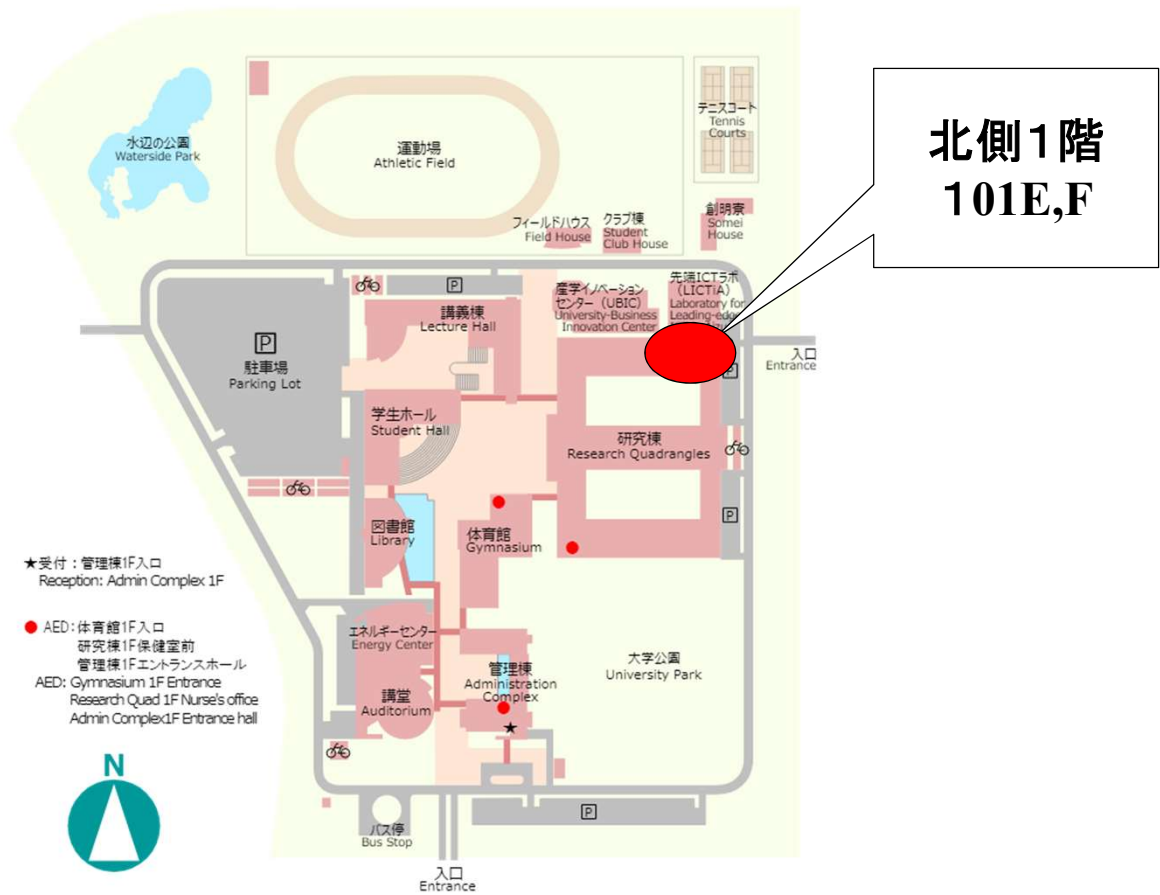 水辺の公園
Waterside Park
運動場
Athletic Field
テニスコート
Tennis
Courts
北側１階
１01E,F
フィールドハウス
Field House
クラブ棟
Student
Club House
創明寮
Somei
House
P
講義棟
Lecture Hall
産学イノベーション
センター（UBIC）
University-Business
Innovation Center
先端ICTラボ
（LICTiA）
Laboratory for
Leading-edge
P
駐車場
Parking Lot
入口
Entrance
P
学生ホール
Student Hall
研究棟
Research Quadrangles
図書館
Library
体育館
Gymnasium
P
★受付：管理棟1F入口
Reception: Admin Complex 1F
AED：体育館1F入口
研究棟1F保健室前
管理棟1Fエントランスホール
AED: Gymnasium 1F Entrance
Research Quad 1F Nurse's office
Admin Complex1F Entrance hall
エネルギーセンター
Energy Center
講堂
Auditorium
管理棟
Administration
Complex
★
大学公園
University Park
N
バス停
Bus Stop
P
入口
Entrance